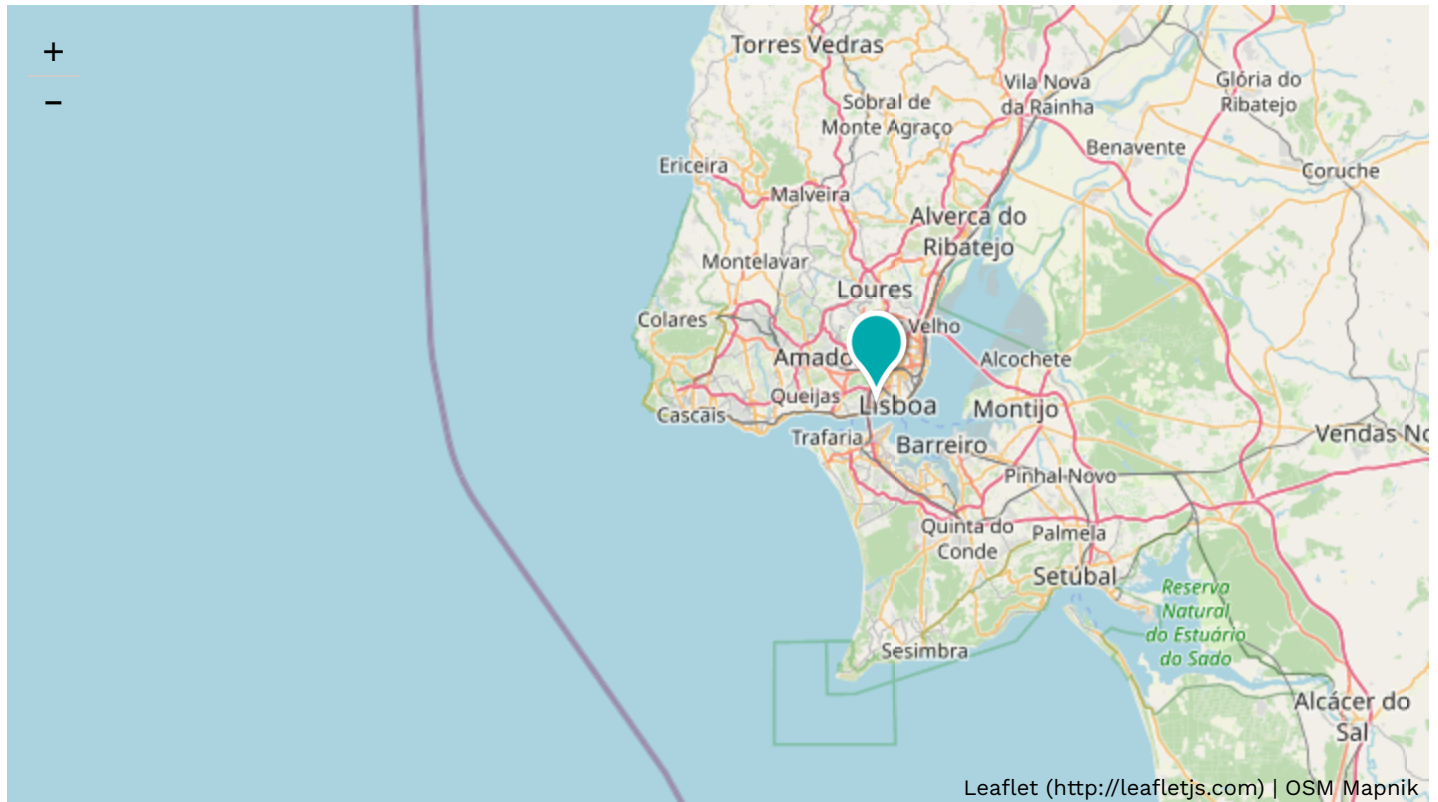 +
−
Torres Vedras
Vila Nova
da Rainha
Glória do
Ribatejo
Sobral de
Monte Agraço
Benavente
Ericeira
Coruche
Malveira
Alverca do
Ribatejo
Montelavar
Loures
Colares
Velho
Amado
Alcochete
Queijas
Lisboa
Montijo
Cascais
Trafaria
Barreiro
Vendas No
Pinhal Novo
Quinta do
Conde
Palmela
Setúbal
Reserva
Natural
do Estuário
do Sado
Sesimbra
Alcácer do
Sal
Leaflet (http://leafletjs.com) | OSM Mapnik